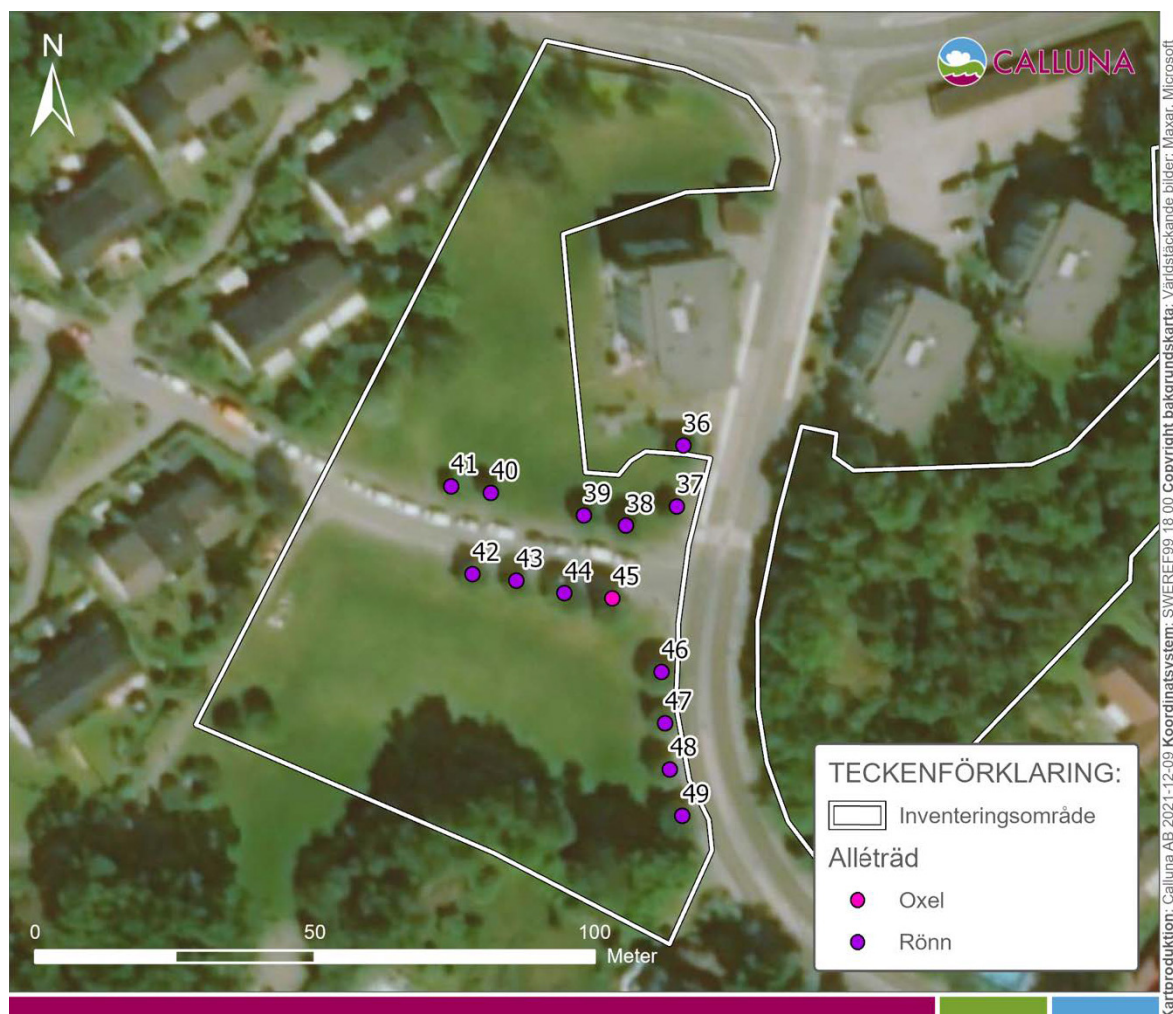 N
CALLUNA
36
41
40
39
38
37
42
43
44
45
46
47
48
49
TECKENFÖRKLARING:
Inventeringsområde
Alléträd
Oxel
Rönn
0 50 100
Meter
Kartproduktion: Calluna AB 2021-12-09 Koordinatsystem: SWEREF99 18 00 Copyright bakgrundskarta: Världstäckande bilder: Maxar, Microsoft